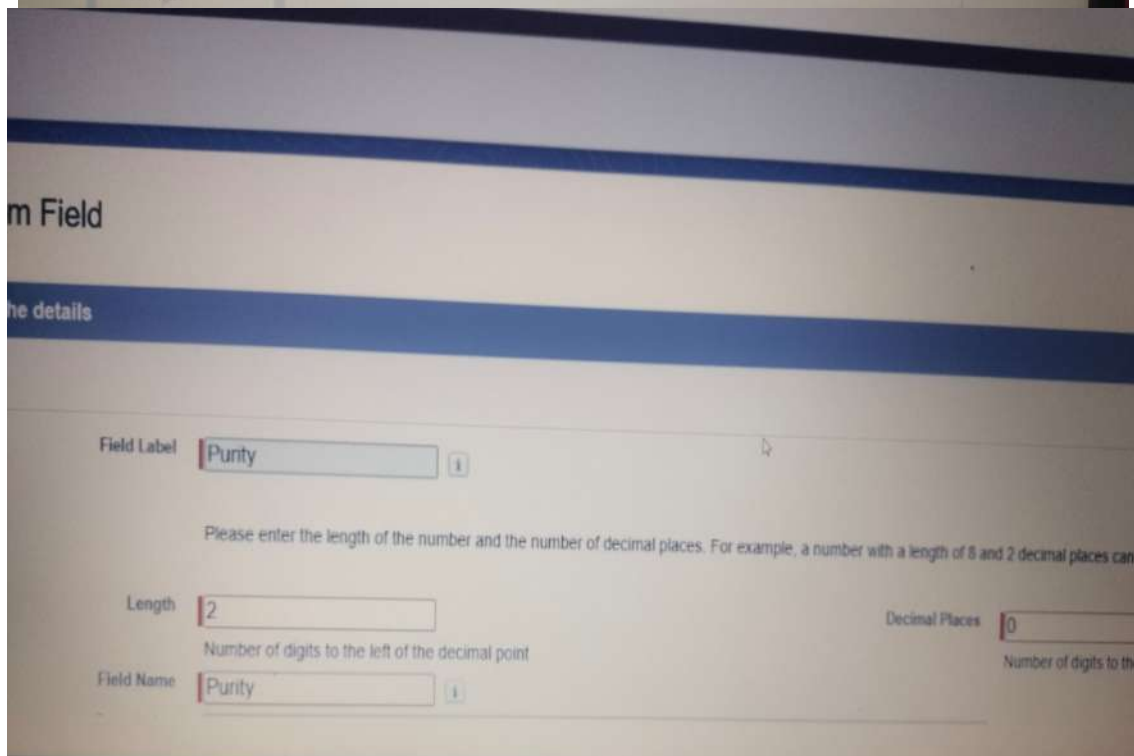 m Field
he details
Field Label Purity i
Please enter the length of the number and the number of decimal places. For example, a number with a length of 8 and 2 decimal places can
Length 2 Decimal Places 0
Number of digits to the left of the decimal point Number of digits to th
Field Name Purity i